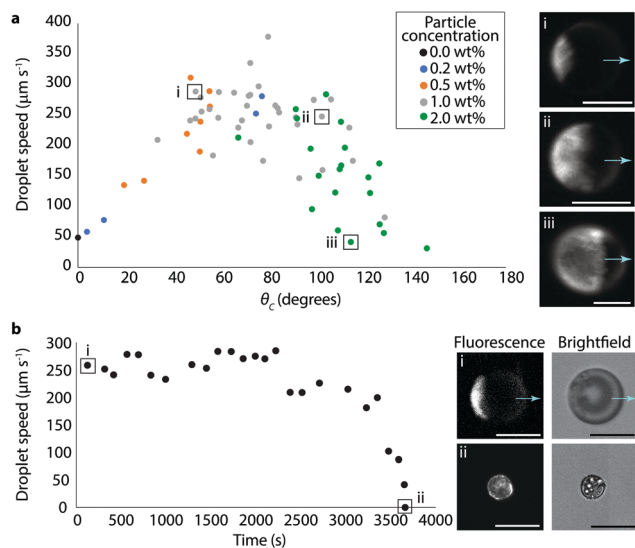 a
Droplet speed (μm s⁻¹)
400
350
300
250
200
150
100
50
0
0 20 40 60 80 100 120 140 160 180
θC (degrees)
i
ii
iii
Particle
concentration
0.0 wt%
0.2 wt%
0.5 wt%
1.0 wt%
2.0 wt%
i
ii
iii
b
Droplet speed (μm s⁻¹)
300
250
200
150
100
50
0
0 500 1000 1500 2000 2500 3000 3500 4000
Time (s)
i
ii
Fluorescence Brightfield
i
ii